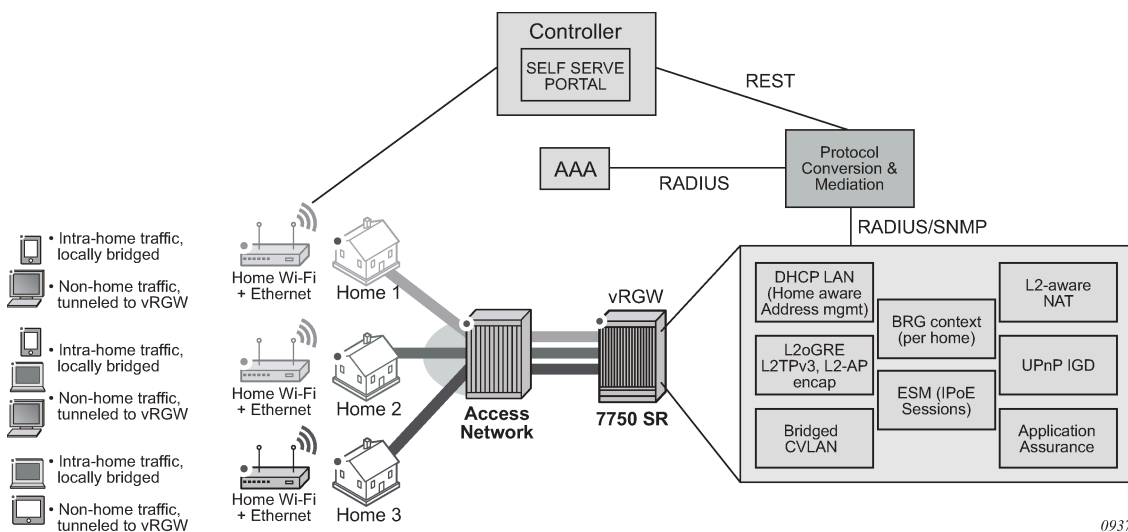 Controller
SELF SERVE
PORTAL
REST
AAA
RADIUS
Protocol
Conversion &
Mediation
RADIUS/SNMP
• Intra-home traffic,
locally bridged
• Non-home traffic,
tunneled to vRGW
Home Wi-Fi
+ Ethernet
Home 1
• Intra-home traffic,
locally bridged
• Non-home traffic,
tunneled to vRGW
Home Wi-Fi
+ Ethernet
Home 2
• Intra-home traffic,
locally bridged
• Non-home traffic,
tunneled to vRGW
Home Wi-Fi
+ Ethernet
Home 3
Access
Network
vRGW
7750 SR
DHCP LAN
(Home aware
Address mgmt)
L2oGRE
L2TPv3, L2-AP
encap
Bridged
CVLAN
BRG context
(per home)
ESM (IPoE
Sessions)
L2-aware
NAT
UPnP IGD
Application
Assurance
0937